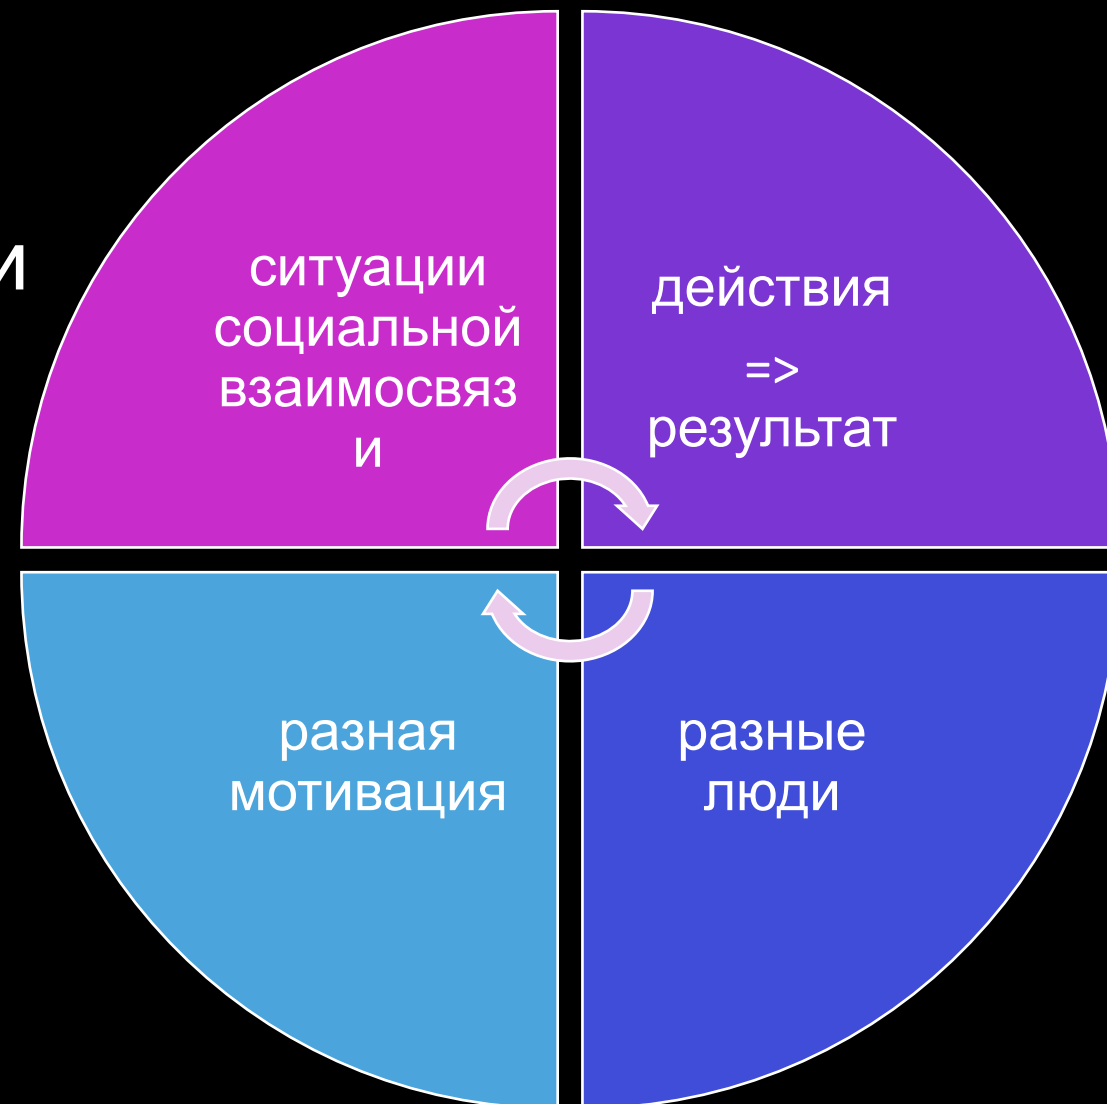 и
ситуации
социальной
взаимосвяз
и
действия
=>
результат
разная
мотивация
разные
люди